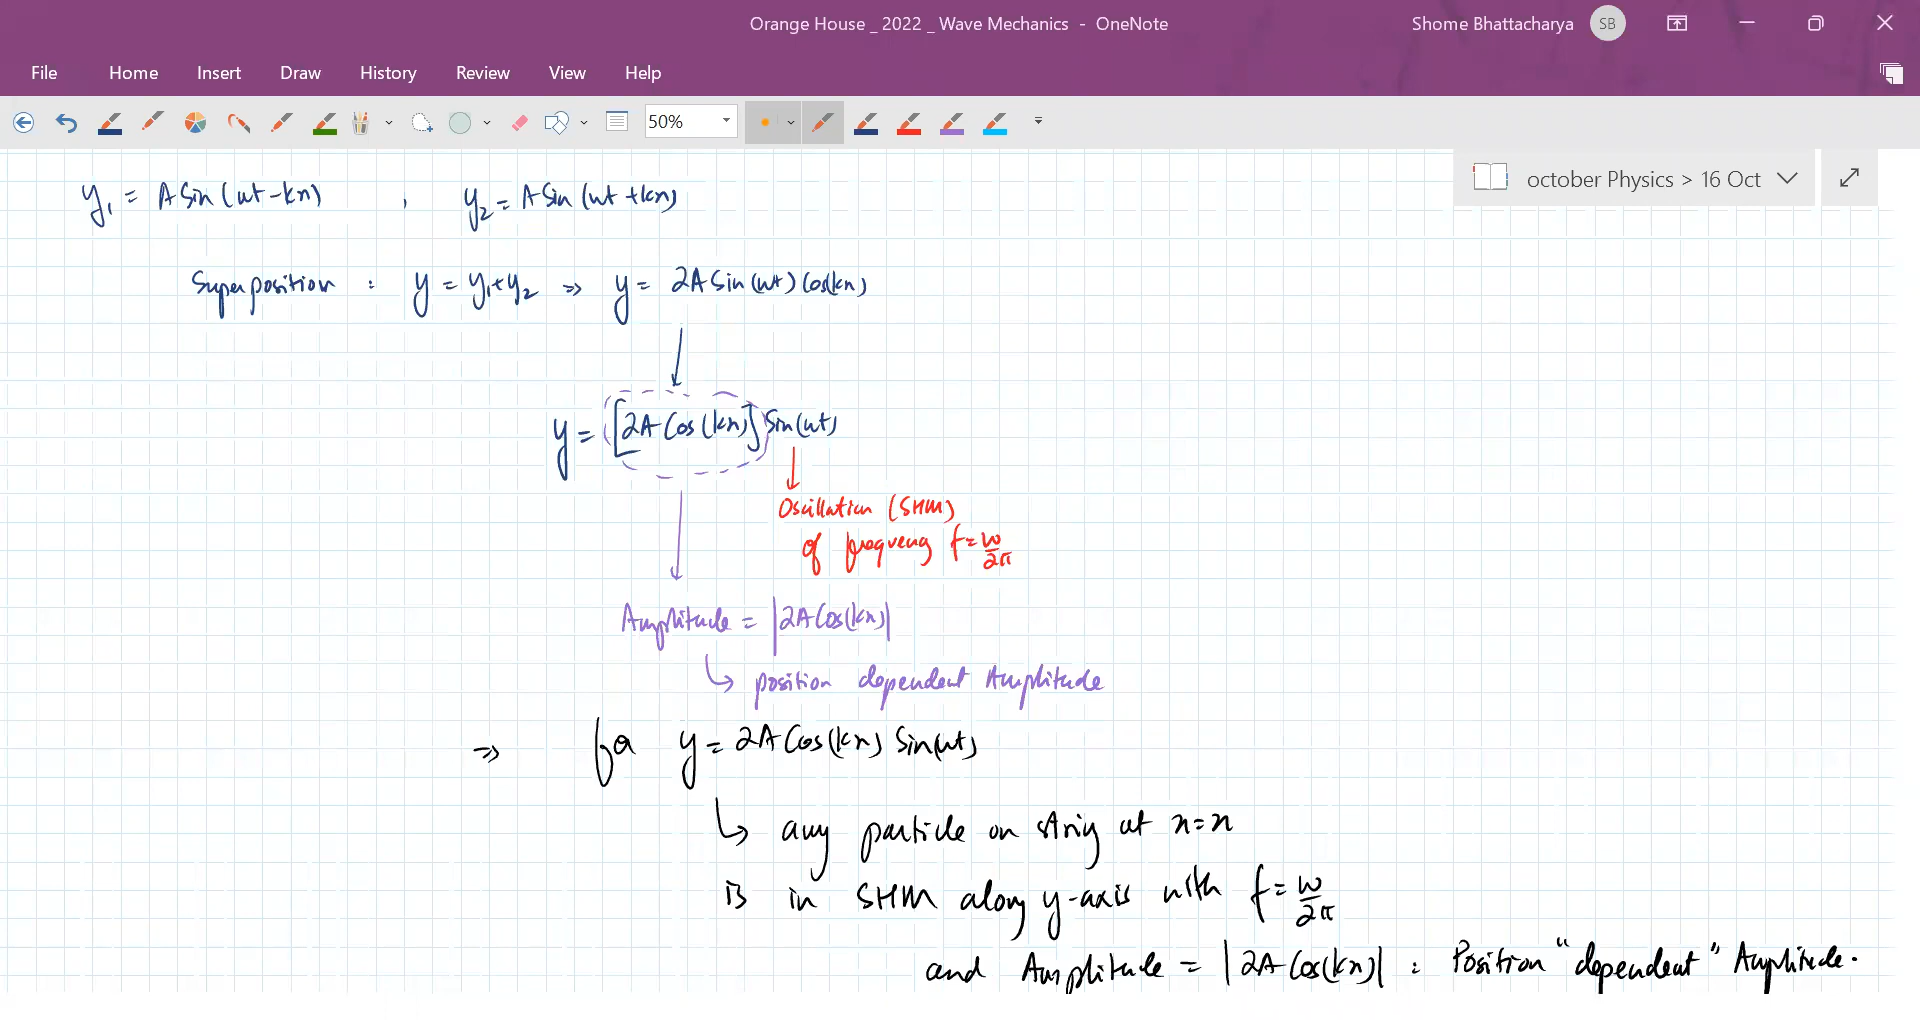 Orange House _ 2022 _ Wave Mechanics - OneNote
Shome Bhattacharya SB
File Home Insert Draw History Review View Help
50%
october Physics > 16 Oct
y₁ = A Sin (ωt - kx) , y₂ = A Sin (ωt + kx)
Superposition : y = y₁ + y₂ => y = 2A Sin (ωt) Cos(kx)
y = [2A Cos (kx)] Sin (ωt)
Oscillation (SHM)
of frequency f = ω/2π
Amplitude = |2A Cos(kx)|
position dependent Amplitude
=> for y = 2A Cos(kx) Sin(ωt)
any particle on string at x = x
is in SHM along y-axis with f = ω/2π
and Amplitude = |2A Cos(kx)| : Position "dependent" Amplitude.